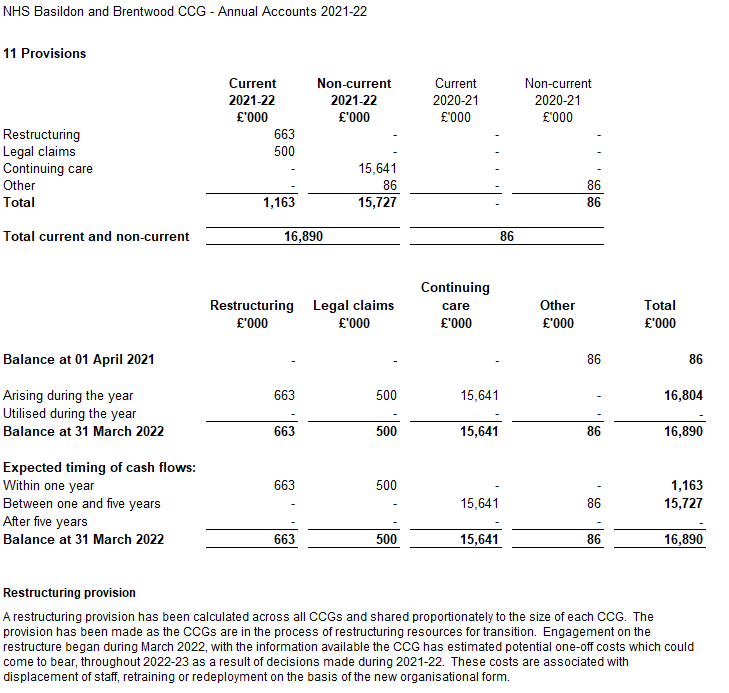 NHS Basildon and Brentwood CCG - Annual Accounts 2021-22
11 Provisions
Current Non-current Current Non-current
2021-22 2021-22 2020-21 2020-21
£'000 £'000 £'000 £'000
Restructuring 663 - - -
Legal claims 500 - - -
Continuing care - 15,641 - -
Other - 86 - 86
Total 1,163 15,727 - 86
Total current and non-current 16,890 86
Continuing
Restructuring Legal claims care Other Total
£'000 £'000 £'000 £'000 £'000
Balance at 01 April 2021 - - - 86 86
Arising during the year 663 500 15,641 - 16,804
Utilised during the year - - - - -
Balance at 31 March 2022 663 500 15,641 86 16,890
Expected timing of cash flows:
Within one year 663 500 - - 1,163
Between one and five years - - 15,641 86 15,727
After five years - - - - -
Balance at 31 March 2022 663 500 15,641 86 16,890
Restructuring provision
A restructuring provision has been calculated across all CCGs and shared proportionately to the size of each CCG. The
provision has been made as the CCGs are in the process of restructuring resources for transition. Engagement on the
restructure began during March 2022, with the information available the CCG has estimated potential one-off costs which could
come to bear, throughout 2022-23 as a result of decisions made during 2021-22. These costs are associated with
displacement of staff, retraining or redeployment on the basis of the new organisational form.